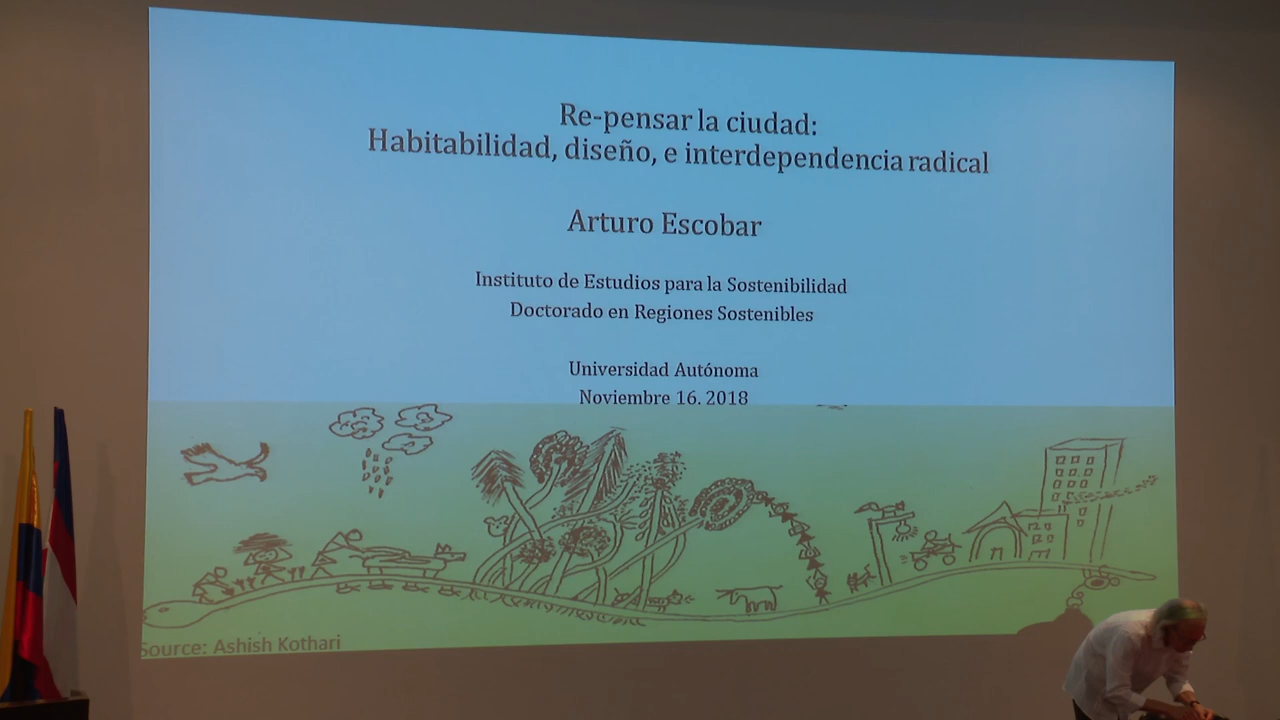 Re-pensar la ciudad:
Habitabilidad, diseño, e interdependencia radical
Arturo Escobar
Instituto de Estudios para la Sostenibilidad
Doctorado en Regiones Sostenibles
Universidad Autónoma
Noviembre 16. 2018
Source: Ashish Kothari